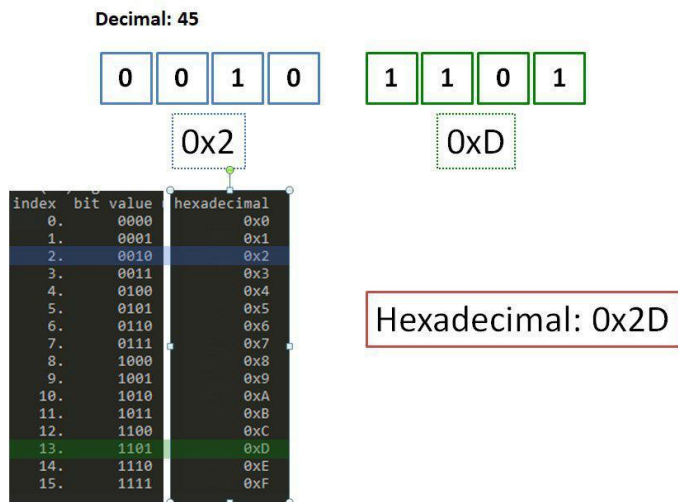 Decimal: 45
0 0 1 0 1 1 0 1
0x2 0xD
index bit value hexadecimal
0. 0000 0x0
1. 0001 0x1
2. 0010 0x2
3. 0011 0x3
4. 0100 0x4
5. 0101 0x5
6. 0110 0x6
7. 0111 0x7
8. 1000 0x8
9. 1001 0x9
10. 1010 0xA
11. 1011 0xB
12. 1100 0xC
13. 1101 0xD
14. 1110 0xE
15. 1111 0xF
Hexadecimal: 0x2D